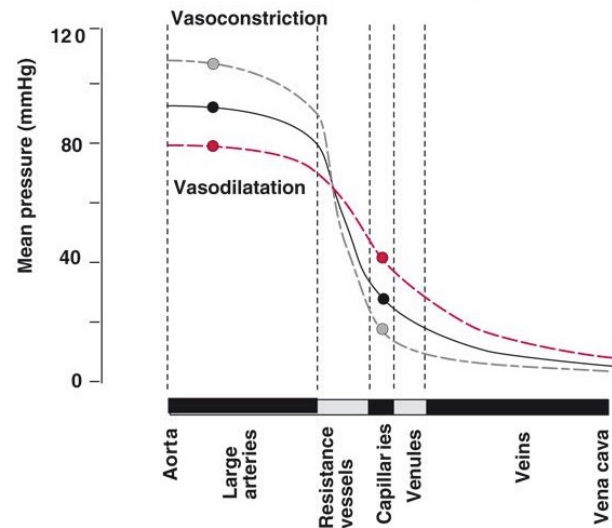 Vasoconstriction
120
80
Vasodilatation
40
0
Mean pressure (mmHg)
Aorta
Large
arteries
Resistance
vessels
Capillar ies
Venules
Veins
Vena cava